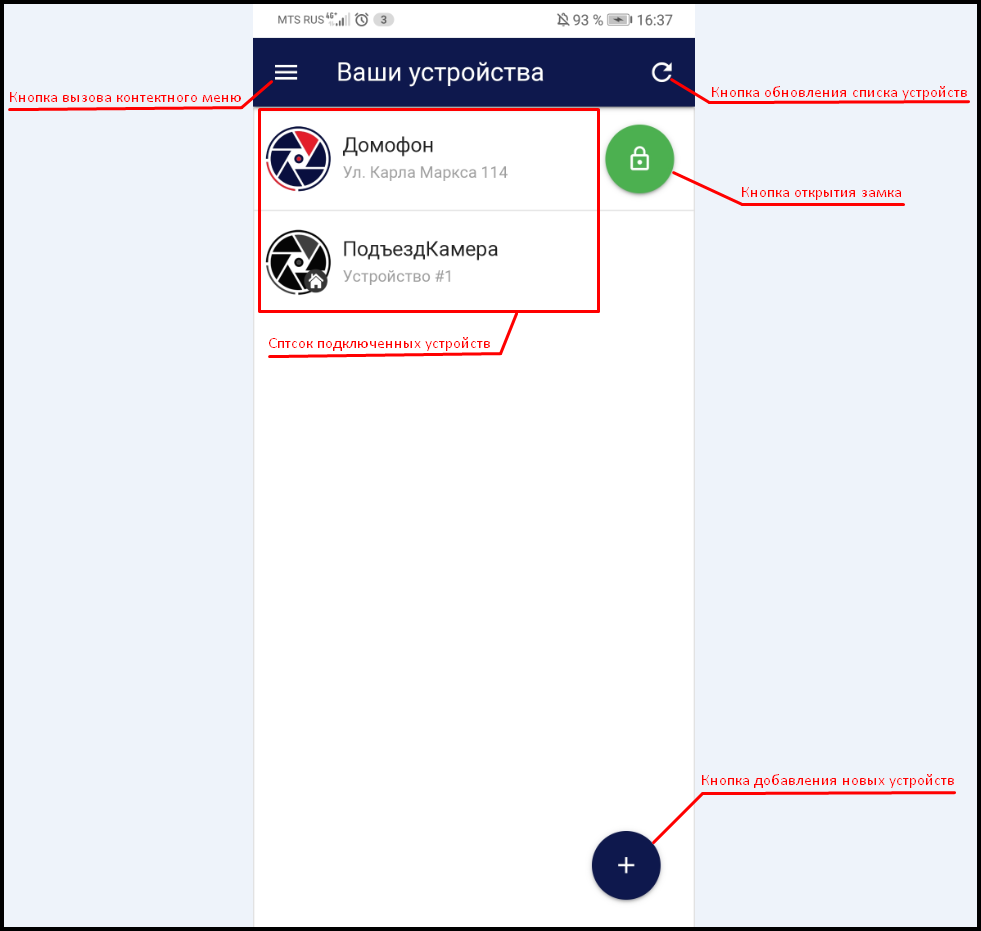 MTS RUS 4G+ 3 93 % 16:37
Ваши устройства
Кнопка вызова контектного меню
Кнопка обновления списка устройств
Домофон
Ул. Карла Маркса 114
Кнопка открытия замка
ПодъездКамера
Устройство #1
Сптсок подключенных устройств
Кнопка добавления новых устройств